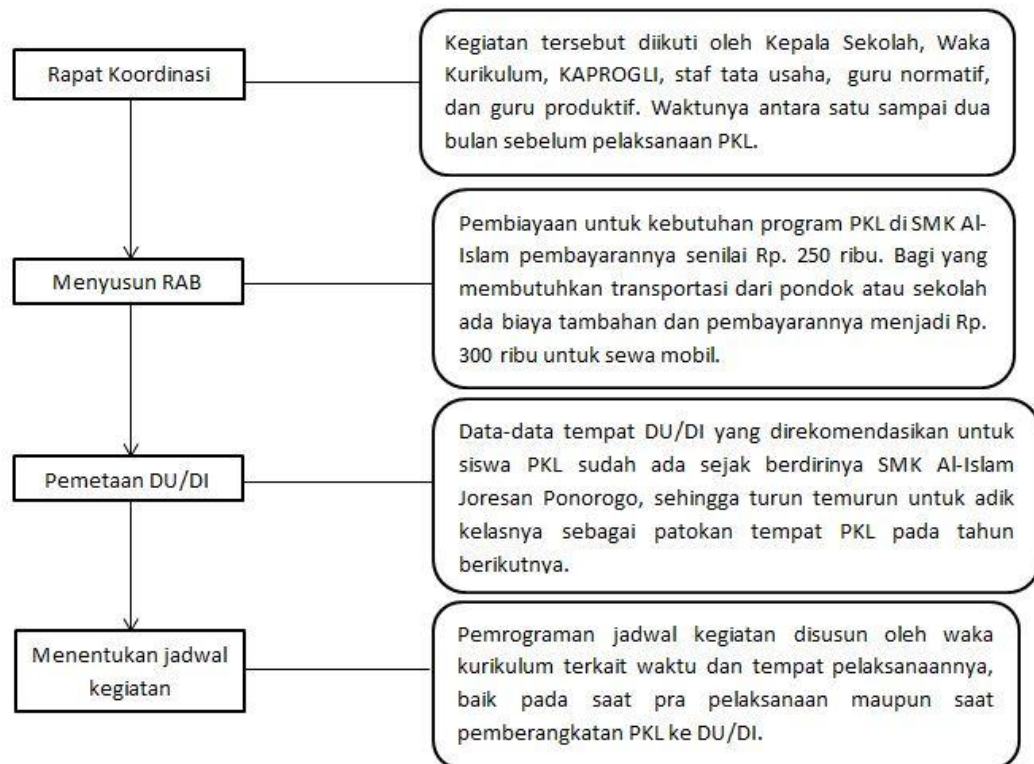 Rapat Koordinasi
Kegiatan tersebut diikuti oleh Kepala Sekolah, Waka
Kurikulum, KAPROGLI, staf tata usaha, guru normatif,
dan guru produktif. Waktunya antara satu sampai dua
bulan sebelum pelaksanaan PKL.
Menyusun RAB
Pembiayaan untuk kebutuhan program PKL di SMK Al-
Islam pembayarannya senilai Rp. 250 ribu. Bagi yang
membutuhkan transportasi dari pondok atau sekolah
ada biaya tambahan dan pembayarannya menjadi Rp.
300 ribu untuk sewa mobil.
Pemetaan DU/DI
Data-data tempat DU/DI yang direkomendasikan untuk
siswa PKL sudah ada sejak berdirinya SMK Al-Islam
Joresan Ponorogo, sehingga turun temurun untuk adik
kelasnya sebagai patokan tempat PKL pada tahun
berikutnya.
Menentukan jadwal
kegiatan
Pemrograman jadwal kegiatan disusun oleh waka
kurikulum terkait waktu dan tempat pelaksanaannya,
baik pada saat pra pelaksanaan maupun saat
pemberangkatan PKL ke DU/DI.